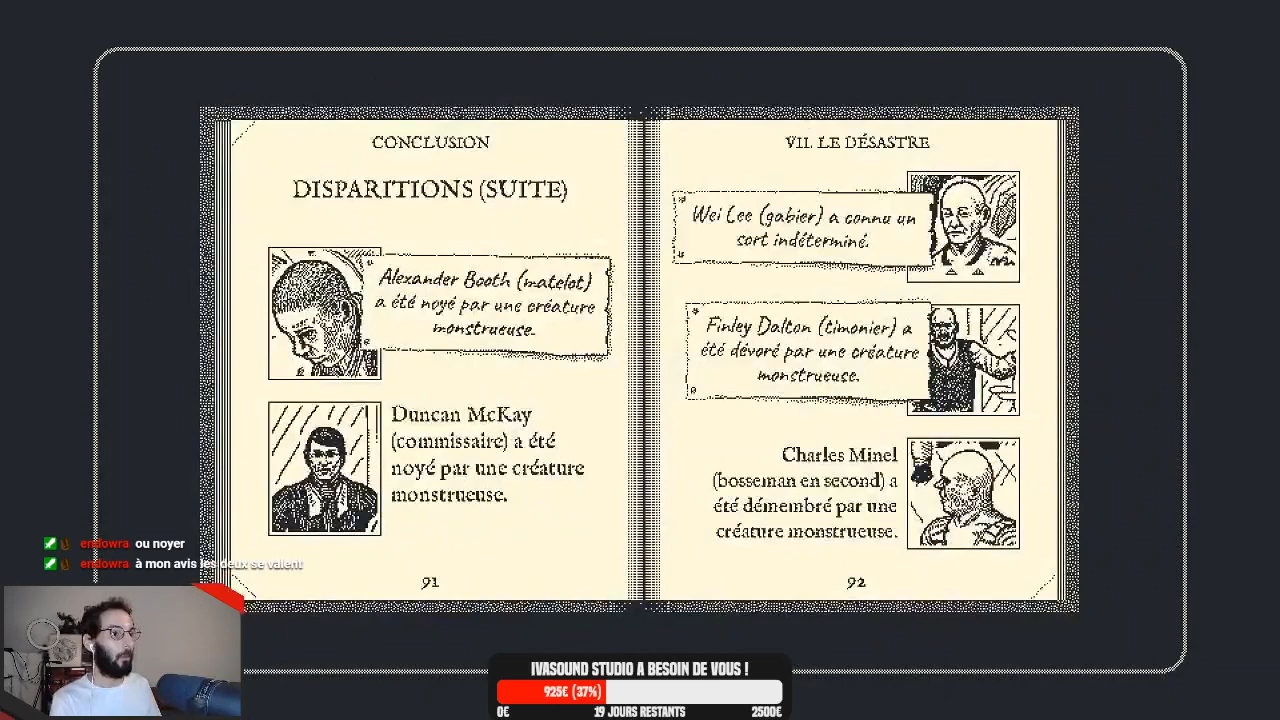 CONCLUSION
DISPARITIONS (SUITE)
Alexander Booth (matelot)
a été noyé par une créature
monstrueuse.
Duncan McKay
(commissaire) a été
noyé par une créature
monstrueuse.
91
VII. LE DÉSASTRE
Wei Lee (gabier) a connu un
sort indéterminé.
Finley Dalton (timonier) a
été dévoré par une créature
monstrueuse.
Charles Minel
(bosseman en second) a
été démembré par une
créature monstrueuse.
92
endowra ou noyer
endowra à mon avis les deux se valent
IVASOUND STUDIO A BESOIN DE VOUS !
925€ (37%)
0€ 19 JOURS RESTANTS 2500€